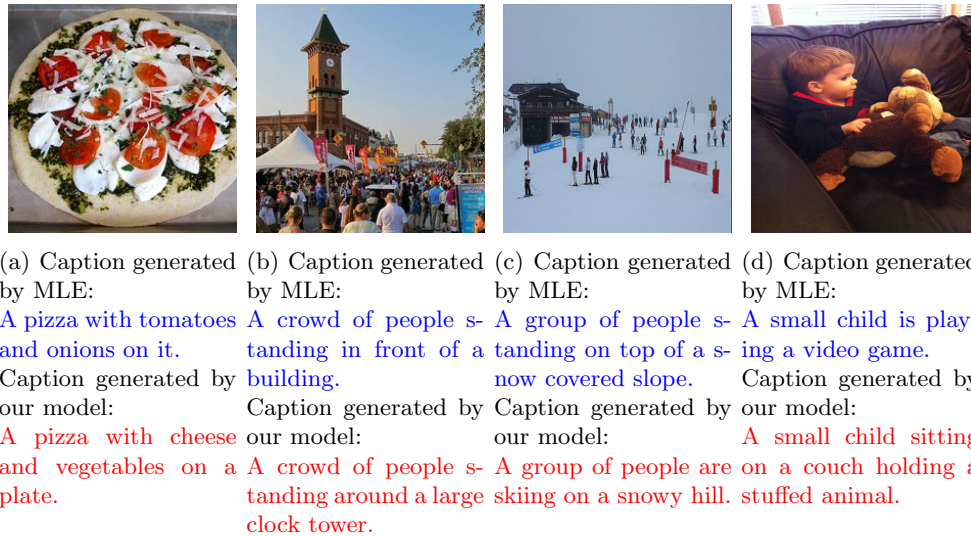 (a) Caption generated
by MLE:
A pizza with tomatoes
and onions on it.
Caption generated by
our model:
A pizza with cheese
and vegetables on a
plate.
(b) Caption generated
by MLE:
A crowd of people s-
tanding in front of a
building.
Caption generated by
our model:
A crowd of people s-
tanding around a large
clock tower.
(c) Caption generated
by MLE:
A group of people s-
tanding on top of a s-
now covered slope.
Caption generated by
our model:
A group of people are
skiing on a snowy hill.
(d) Caption generated
by MLE:
A small child is play-
ing a video game.
Caption generated by
our model:
A small child sitting
on a couch holding a
stuffed animal.